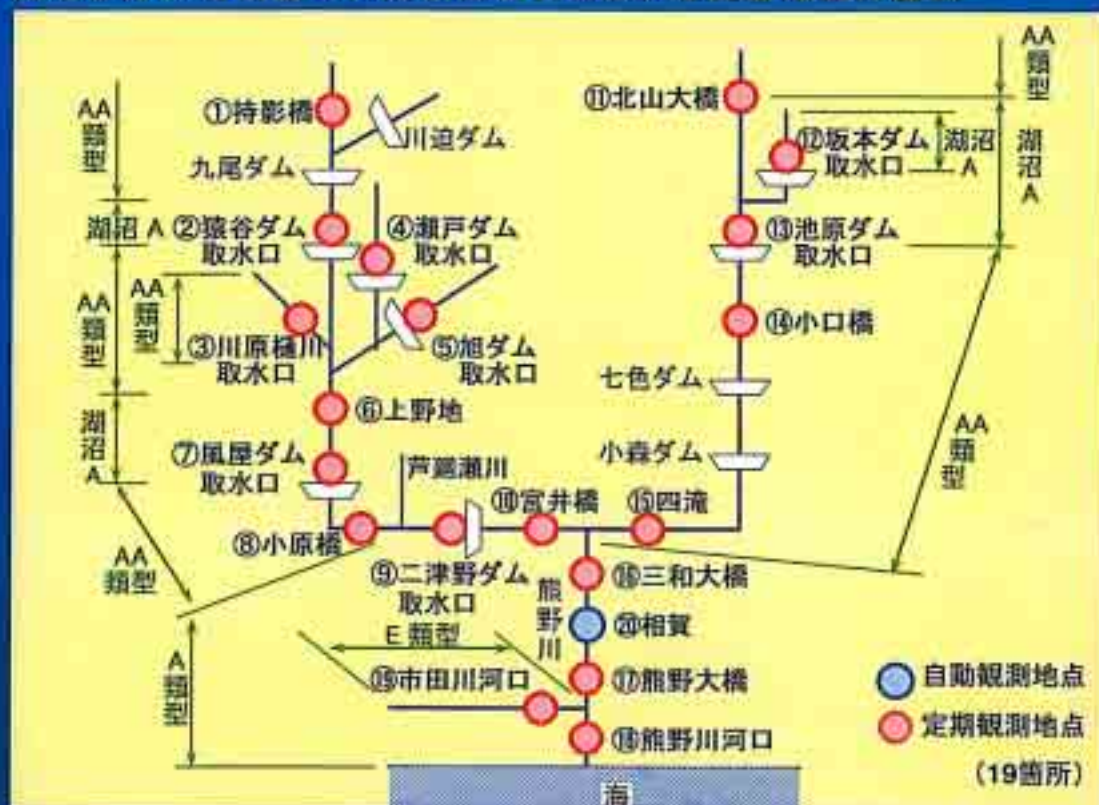 AA
類型
①持影橋
川迫ダム
九尾ダム
湖沼 A
②猿谷ダム
取水口
④瀬戸ダム
取水口
AA
類型
AA
類型
③川原樋川
取水口
⑤旭ダム
取水口
⑥上野地
湖沼
A
⑦風屋ダム
取水口
芦廼瀬川
⑧小原橋
⑨二津野ダム
取水口
⑩宮井橋
AA
類型
⑪北山大橋
AA
類型
⑫坂本ダム
取水口
湖沼
A
湖沼
A
⑬池原ダム
取水口
⑭小口橋
七色ダム
小森ダム
AA
類型
⑮四滝
⑯三和大橋
熊野川
⑳相賀
E 類型
⑲市田川河口
⑰熊野大橋
⑱熊野川河口
A
類型
海
自動観測地点
定期観測地点
(19箇所)